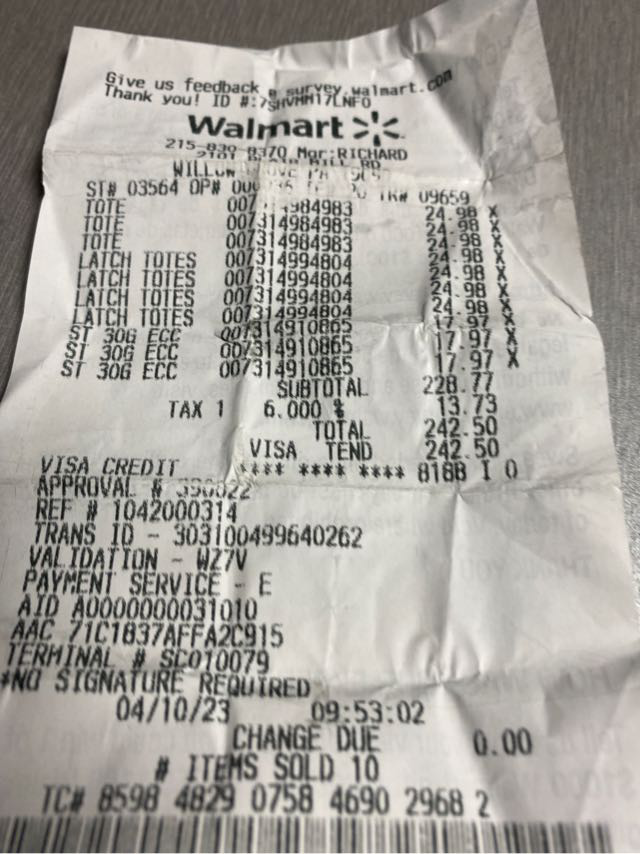 Give us feedback @ survey.walmart.com
Thank you! ID #:7SHVMM17LNF0
Walmart
215-830-8370 Mgr:RICHARD
RD
ST# 03564 OP# TR# 09659
TOTE 007 984983 24.98 X
TOTE 007314984983 24.98 X
TOTE 007314984983 24.98 X
LATCH TOTES 007314994804 24.98 X
LATCH TOTES 007314994804 24.98 X
LATCH TOTES 007314994804 24.98 X
LATCH TOTES 007314994804 24.98 X
ST 30G ECC 007314910865 17.97 X
ST 30G ECC 007314910865 17.97 X
ST 30G ECC 007314910865 17.97 X
SUBTOTAL 228.77
TAX 1 6.000 % 13.73
TOTAL 242.50
VISA TEND 242.50
VISA CREDIT **** **** **** 8188 I 0
APPROVAL #
REF # 1042000314
TRANS ID - 303100499640262
VALIDATION - WZ7V
PAYMENT SERVICE - E
AID A0000000031010
AAC 71C1837AFFA2C915
TERMINAL # SC010079
*NO SIGNATURE REQUIRED
04/10/23 09:53:02
CHANGE DUE 0.00
# ITEMS SOLD 10
TC# 8598 4829 0758 4690 2968 2